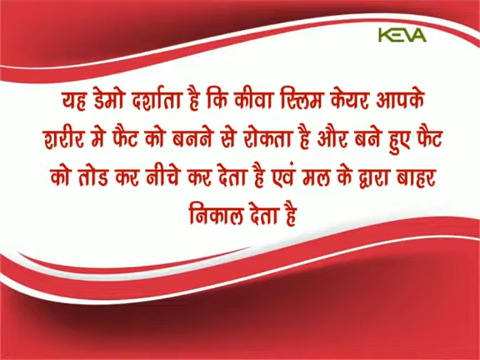 KEVA
यह डेमो दर्शाता है कि कीवा स्लिम केयर आपके
शरीर मे फैट को बनने से रोकता है और बने हुए फैट
को तोड कर नीचे कर देता है एवं मल के द्वारा बाहर
निकाल देता है